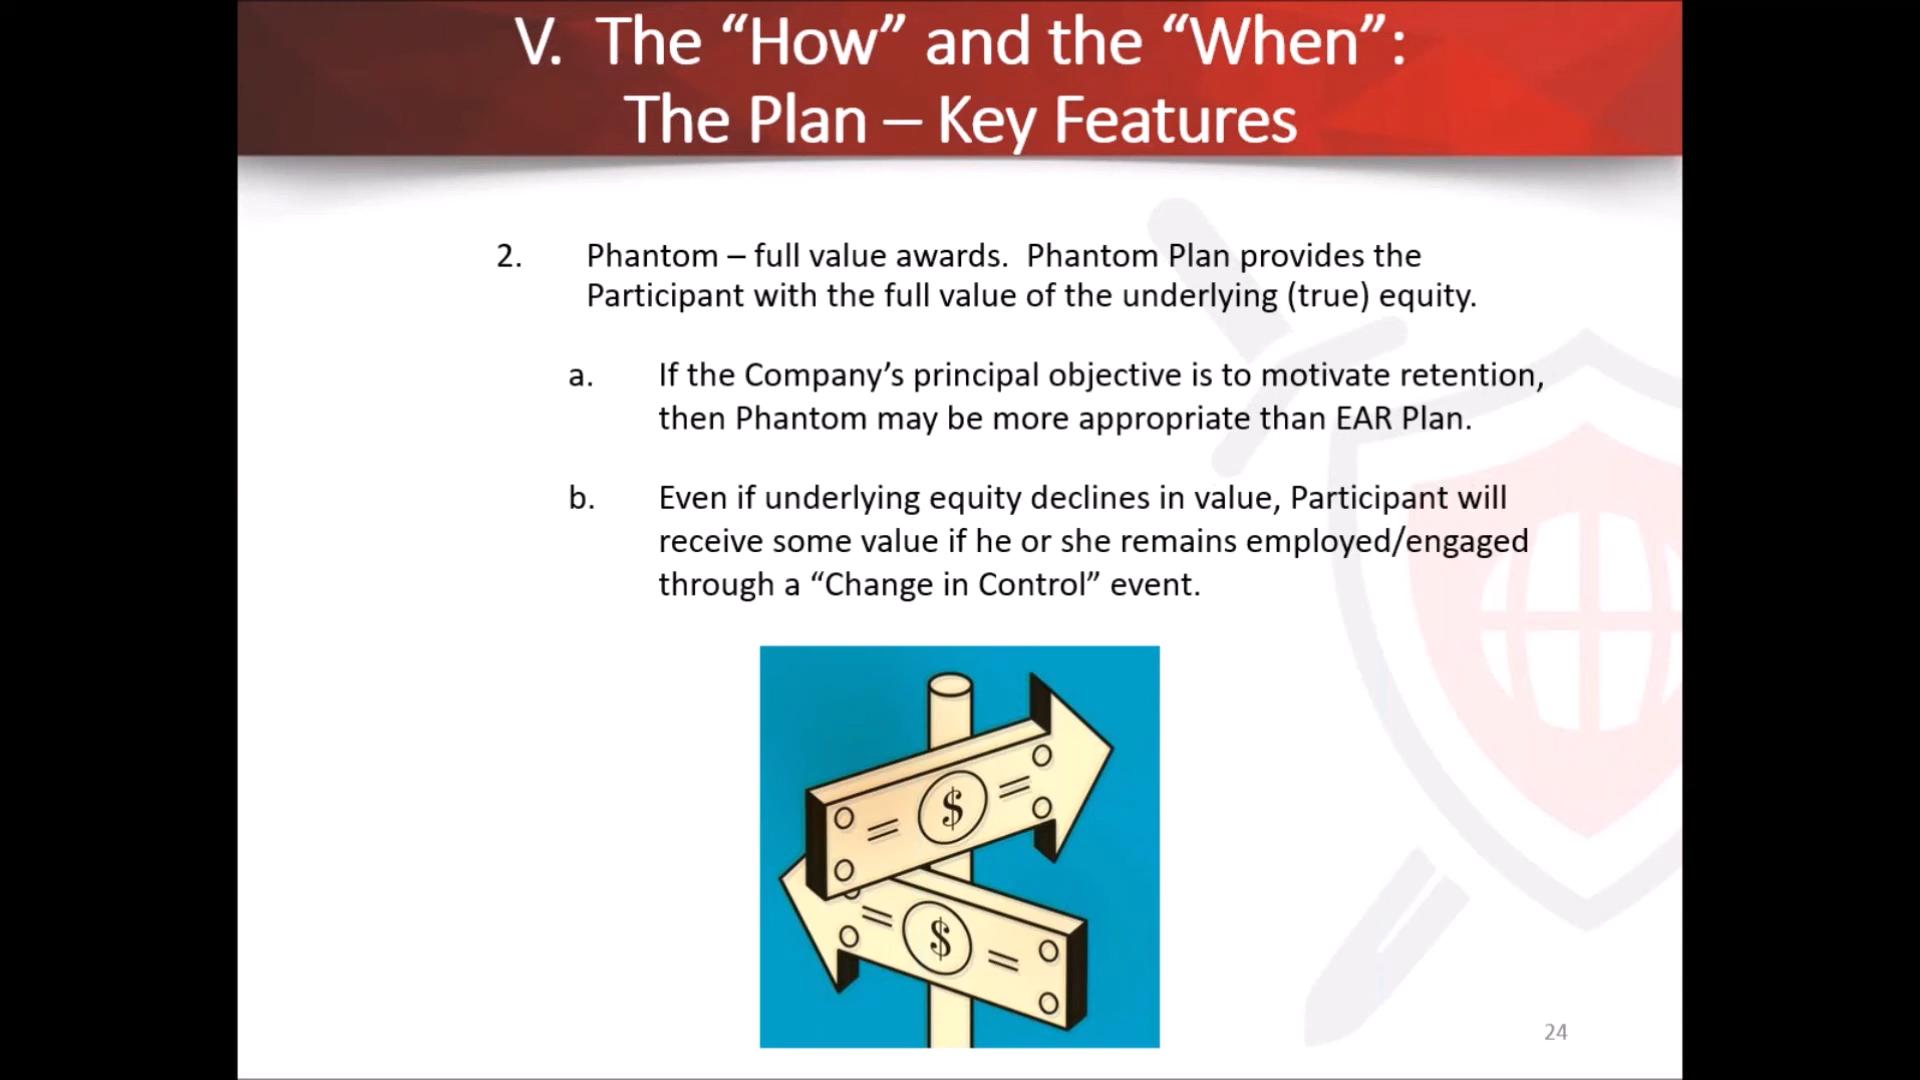 V. The “How” and the “When”:
The Plan – Key Features
2. Phantom – full value awards. Phantom Plan provides the
Participant with the full value of the underlying (true) equity.
a. If the Company’s principal objective is to motivate retention,
then Phantom may be more appropriate than EAR Plan.
b. Even if underlying equity declines in value, Participant will
receive some value if he or she remains employed/engaged
through a “Change in Control” event.
$
$
24